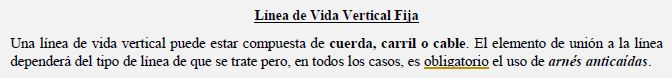 Línea de Vida Vertical Fija
Una línea de vida vertical puede estar compuesta de cuerda, carril o cable. El elemento de unión a la línea
dependerá del tipo de línea de que se trate pero, en todos los casos, es obligatorio el uso de arnés anticaídas.